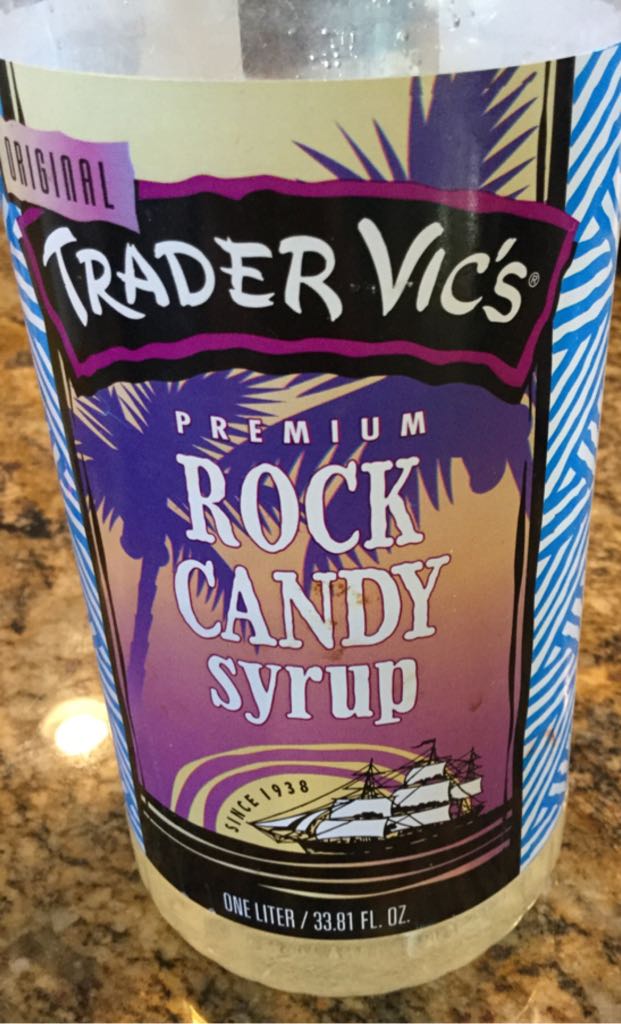 ORIGINAL
TRADER VIC'S®
PREMIUM
ROCK
CANDY
syrup
SINCE 1938
ONE LITER / 33.81 FL. OZ.